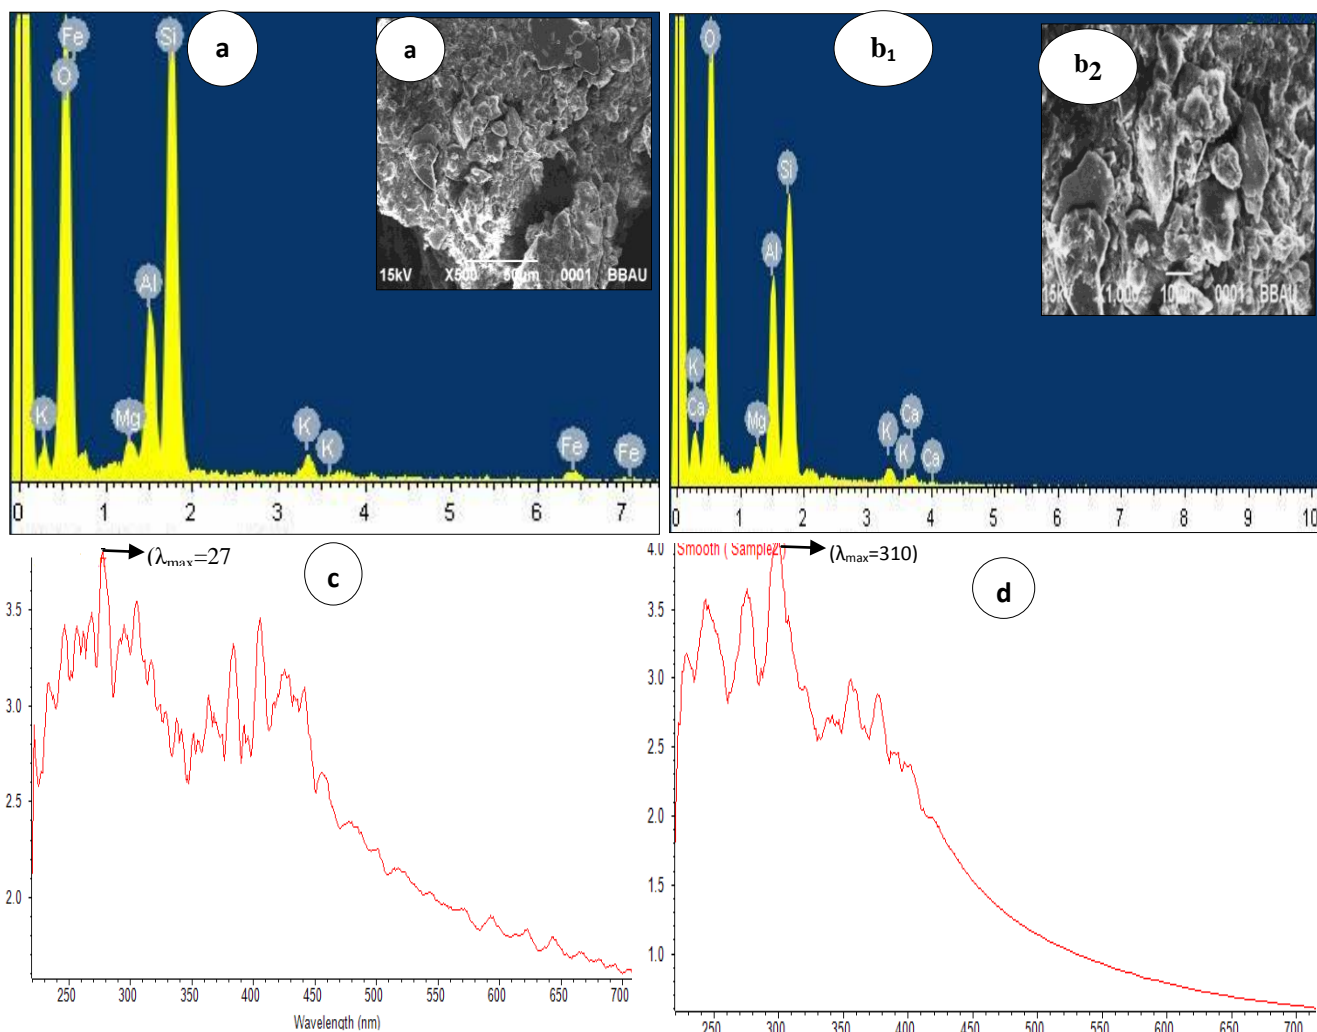 Fe
Si
a
O
Al
K
Mg
K
K
Fe
Fe
0 1 2 3 4 5 6 7
a
15kV X500 50µm 0001 BBAU
O
b1
Si
Al
K
Ca
Mg
K
Ca
K
Ca
0 1 2 3 4 5 6 7 8 9 10
b2
15kV X1,000 10µm 0001 BBAU
(λmax=27
c
3.5
3.0
2.5
2.0
250 300 350 400 450 500 550 600 650 700
Wavelength (nm)
4.0 Smooth ( Sample2)
(λmax=310)
d
3.5
3.0
2.5
2.0
1.5
1.0
250 300 350 400 450 500 550 600 650 700